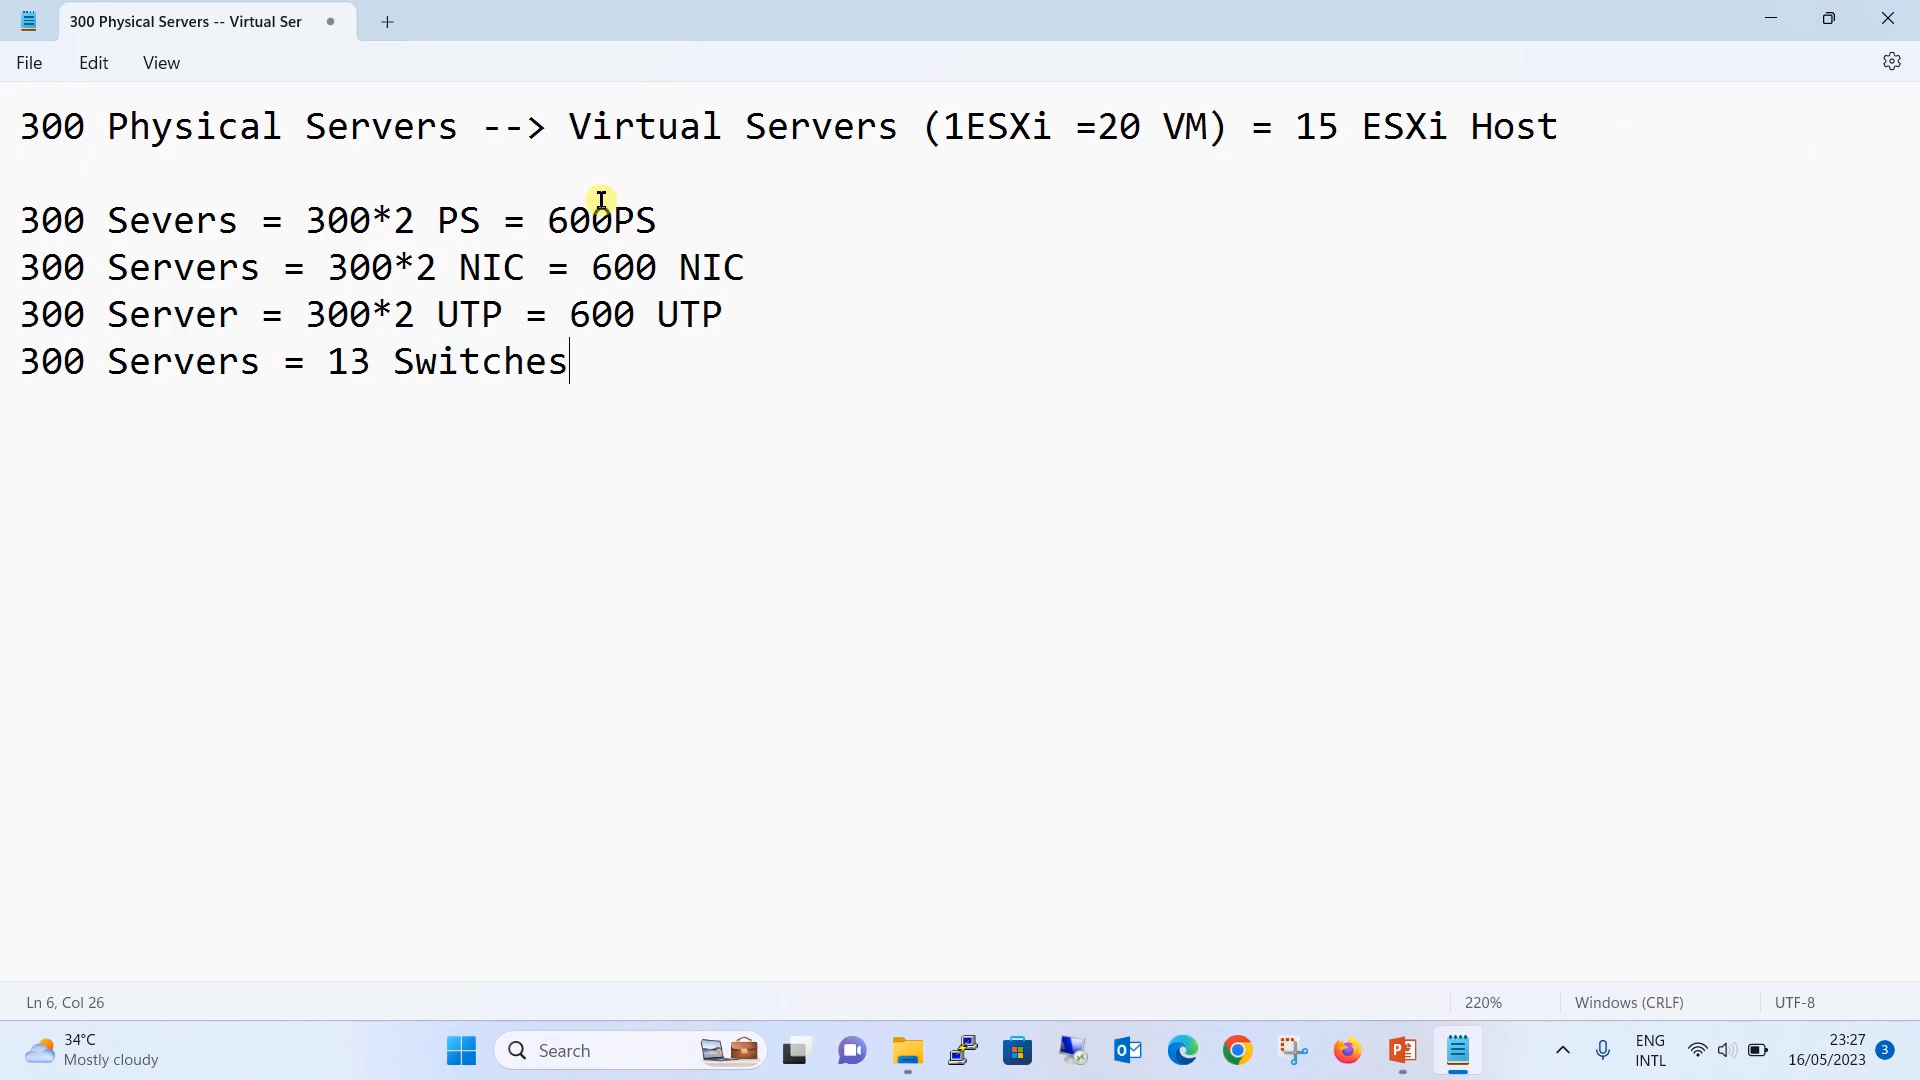 300 Physical Servers -- Virtual Ser
File Edit View
300 Physical Servers --> Virtual Servers (1ESXi =20 VM) = 15 ESXi Host
300 Severs = 300*2 PS = 600PS
300 Servers = 300*2 NIC = 600 NIC
300 Server = 300*2 UTP = 600 UTP
300 Servers = 13 Switches
Ln 6, Col 26 220% Windows (CRLF) UTF-8
34°C
Mostly cloudy
Search
ENG
INTL
23:27
16/05/2023
3